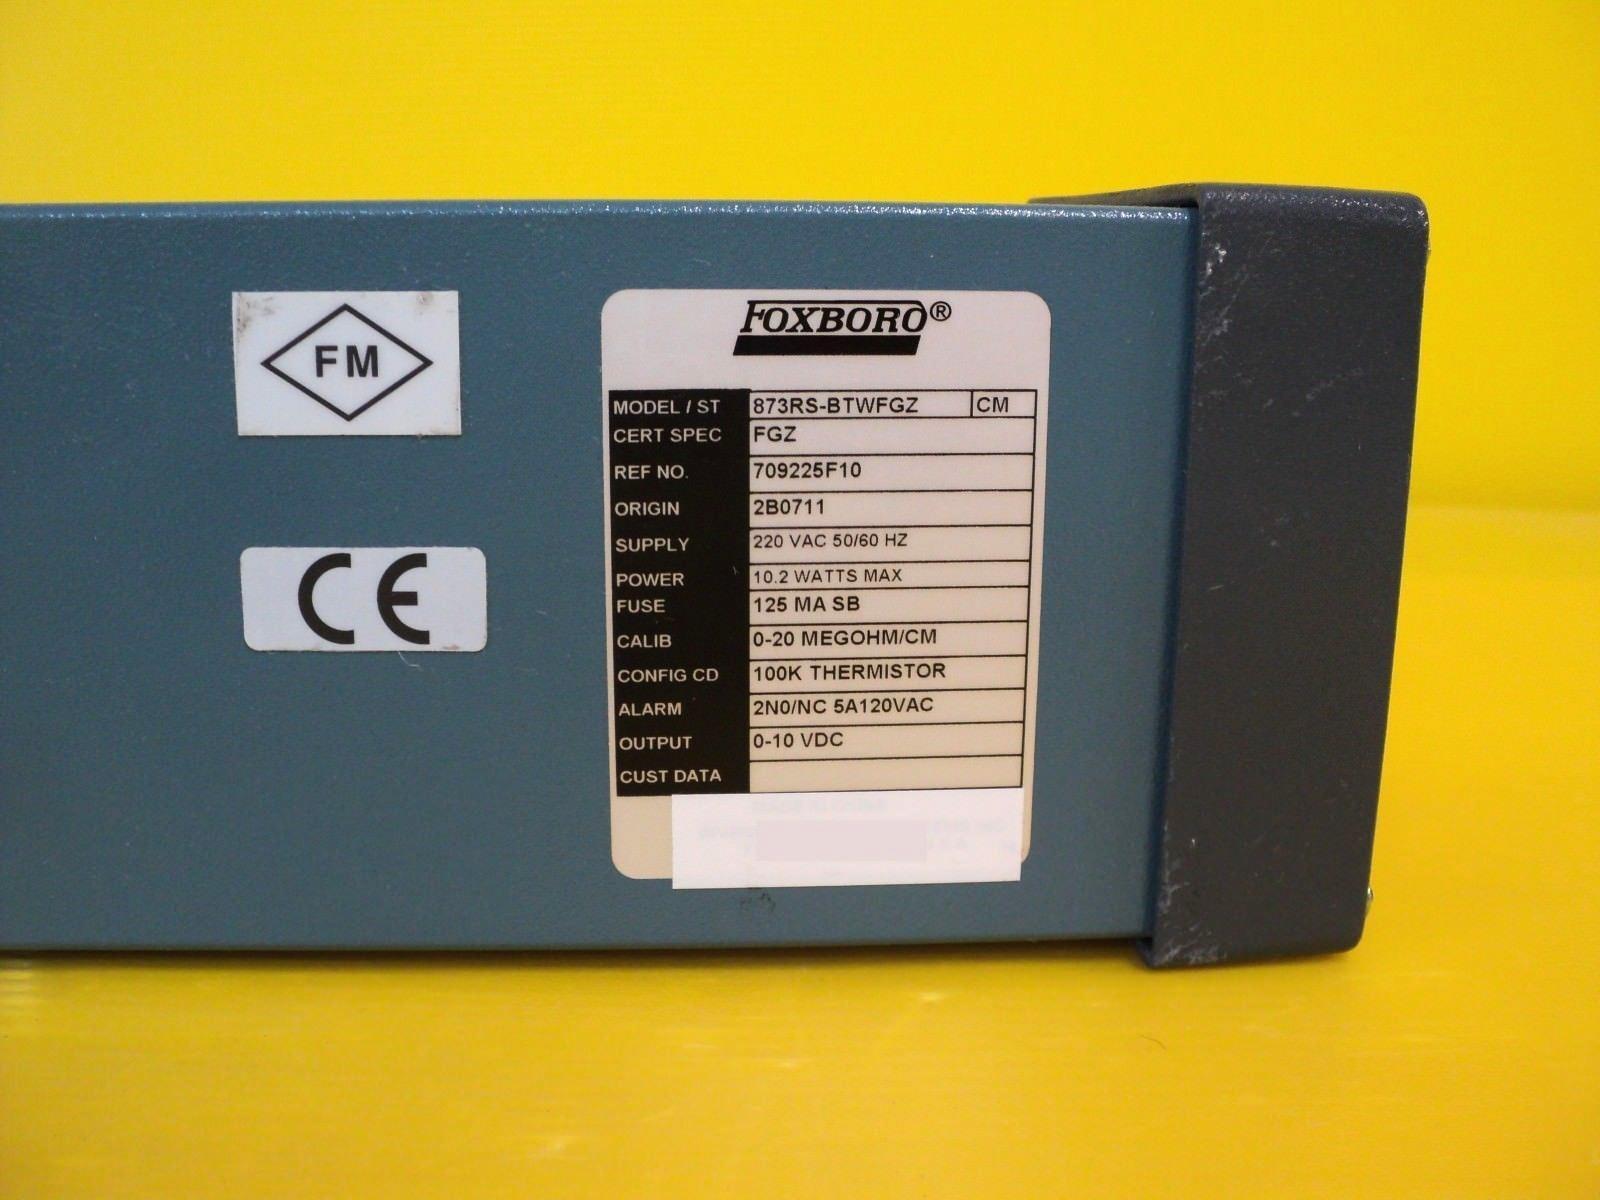 FM
CE
FOXBORO®
MODEL / ST 873RS-BTWFGZ CM
CERT SPEC FGZ
REF NO. 709225F10
ORIGIN 2B0711
SUPPLY 220 VAC 50/60 HZ
POWER 10.2 WATTS MAX
FUSE 125 MA SB
CALIB 0-20 MEGOHM/CM
CONFIG CD 100K THERMISTOR
ALARM 2N0/NC 5A120VAC
OUTPUT 0-10 VDC
CUST DATA